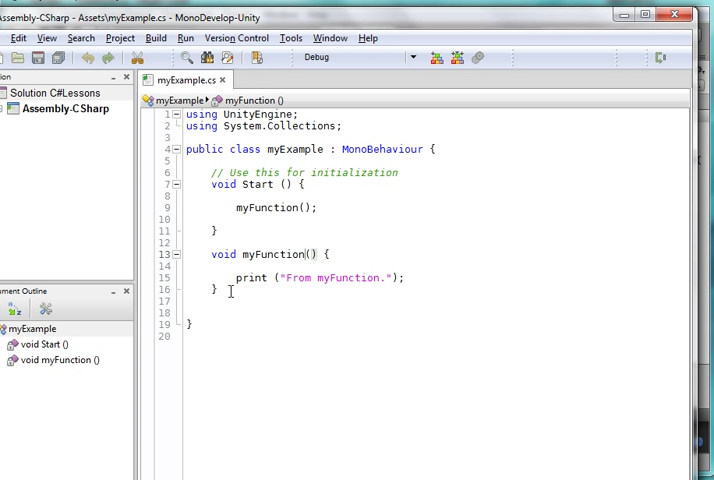 Assembly-CSharp - Assets\myExample.cs - MonoDevelop-Unity
Edit View Search Project Build Run Version Control Tools Window Help
Debug
Solution C#Lessons
Assembly-CSharp
myExample.cs
myExample myFunction ()
1 using UnityEngine;
2 using System.Collections;
3
4 public class myExample : MonoBehaviour {
5
6 // Use this for initialization
7 void Start () {
8
9 myFunction();
10
11 }
12
13 void myFunction() {
14
15 print ("From myFunction.");
16 }
17
18
19 }
20
ment Outline
myExample
void Start ()
void myFunction ()